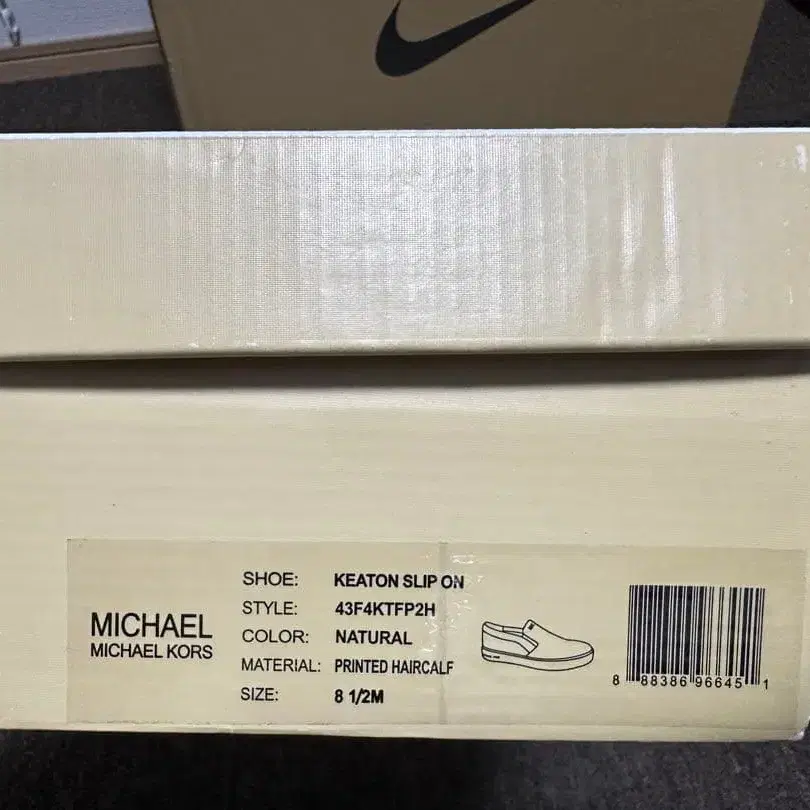 MICHAEL
MICHAEL KORS
SHOE: KEATON SLIP ON
STYLE: 43F4KTFP2H
COLOR: NATURAL
MATERIAL: PRINTED HAIRCALF
SIZE: 8 1/2M
8 88386 96645 1